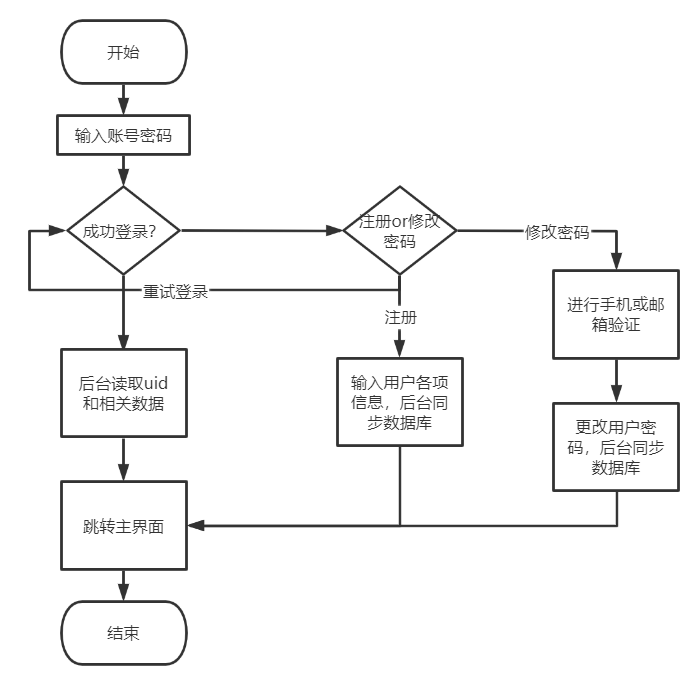 开始
输入账号密码
成功登录？
注册or修改
密码
修改密码
重试登录
注册
进行手机或邮
箱验证
后台读取uid
和相关数据
输入用户各项
信息，后台同
步数据库
更改用户密
码，后台同步
数据库
跳转主界面
结束